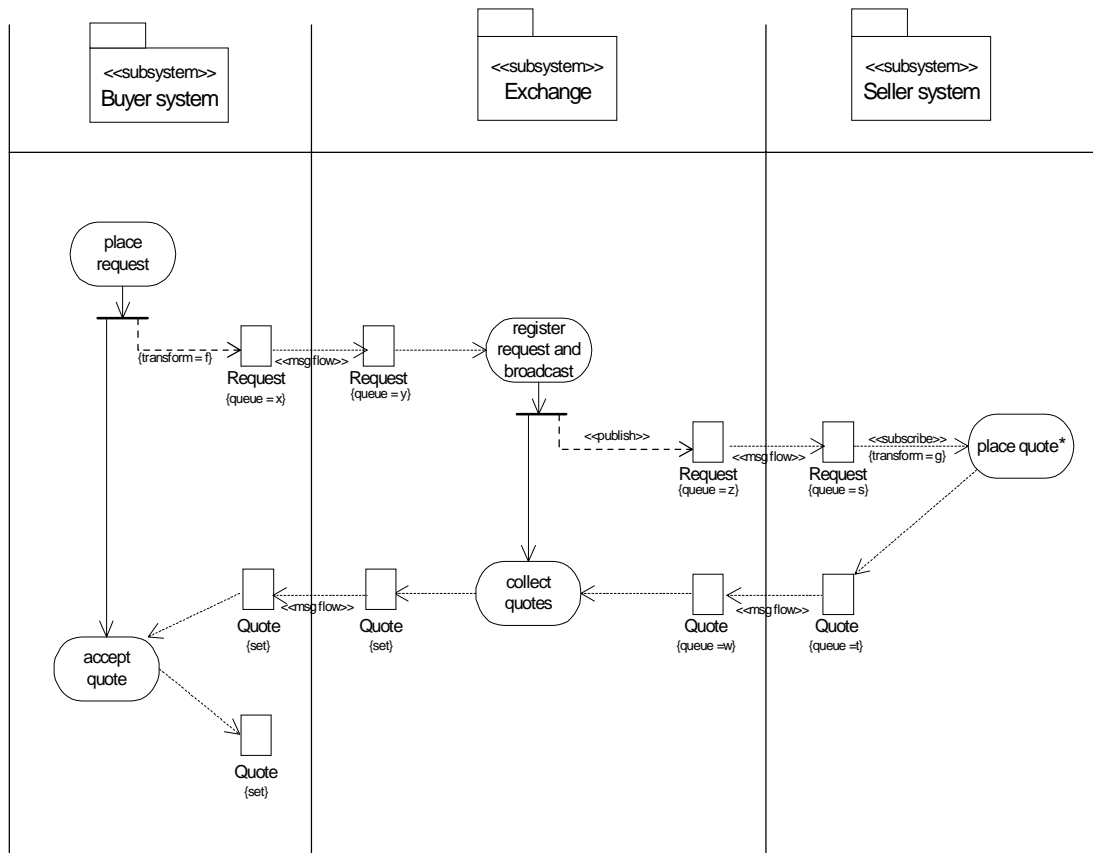 <<subsystem>>
Buyer system
<<subsystem>>
Exchange
<<subsystem>>
Seller system
place
request
{transform = f}
Request
{queue = x}
<<msg flow>>
Request
{queue = y}
register
request and
broadcast
<<publish>>
Request
{queue = z}
<<msg flow>>
Request
{queue = s}
<<subscribe>>
{transform = g}
place quote*
accept
quote
Quote
{set}
<<msg flow>>
Quote
{set}
collect
quotes
Quote
{queue =w}
<<msg flow>>
Quote
{queue =t}
Quote
{set}